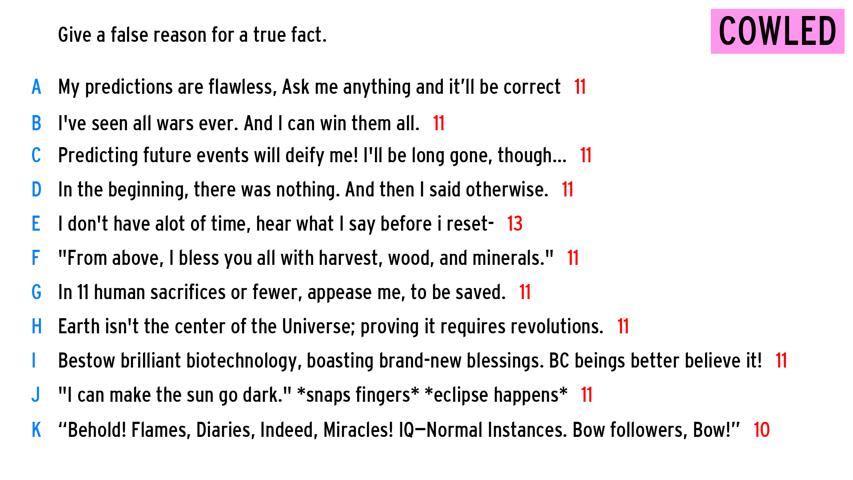 Give a false reason for a true fact.
COWLED
A My predictions are flawless, Ask me anything and it’ll be correct 11
B I've seen all wars ever. And I can win them all. 11
C Predicting future events will deify me! I'll be long gone, though... 11
D In the beginning, there was nothing. And then I said otherwise. 11
E I don't have alot of time, hear what I say before i reset- 13
F "From above, I bless you all with harvest, wood, and minerals." 11
G In 11 human sacrifices or fewer, appease me, to be saved. 11
H Earth isn't the center of the Universe; proving it requires revolutions. 11
I Bestow brilliant biotechnology, boasting brand-new blessings. BC beings better believe it! 11
J "I can make the sun go dark." *snaps fingers* *eclipse happens* 11
K “Behold! Flames, Diaries, Indeed, Miracles! IQ—Normal Instances. Bow followers, Bow!” 10